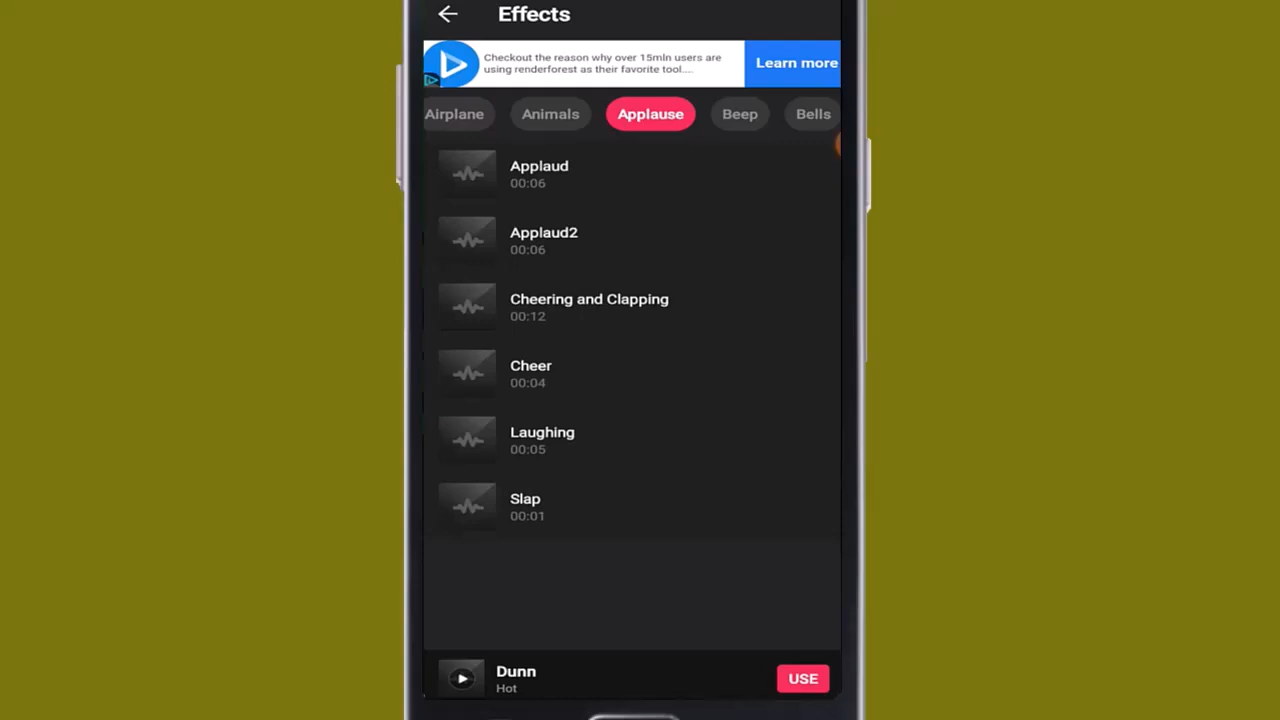 Effects
Checkout the reason why over 15mln users are
using renderforest as their favorite tool....
Learn more
Airplane
Animals
Applause
Beep
Bells
Applaud
00:06
Applaud2
00:06
Cheering and Clapping
00:12
Cheer
00:04
Laughing
00:05
Slap
00:01
Dunn
Hot
USE